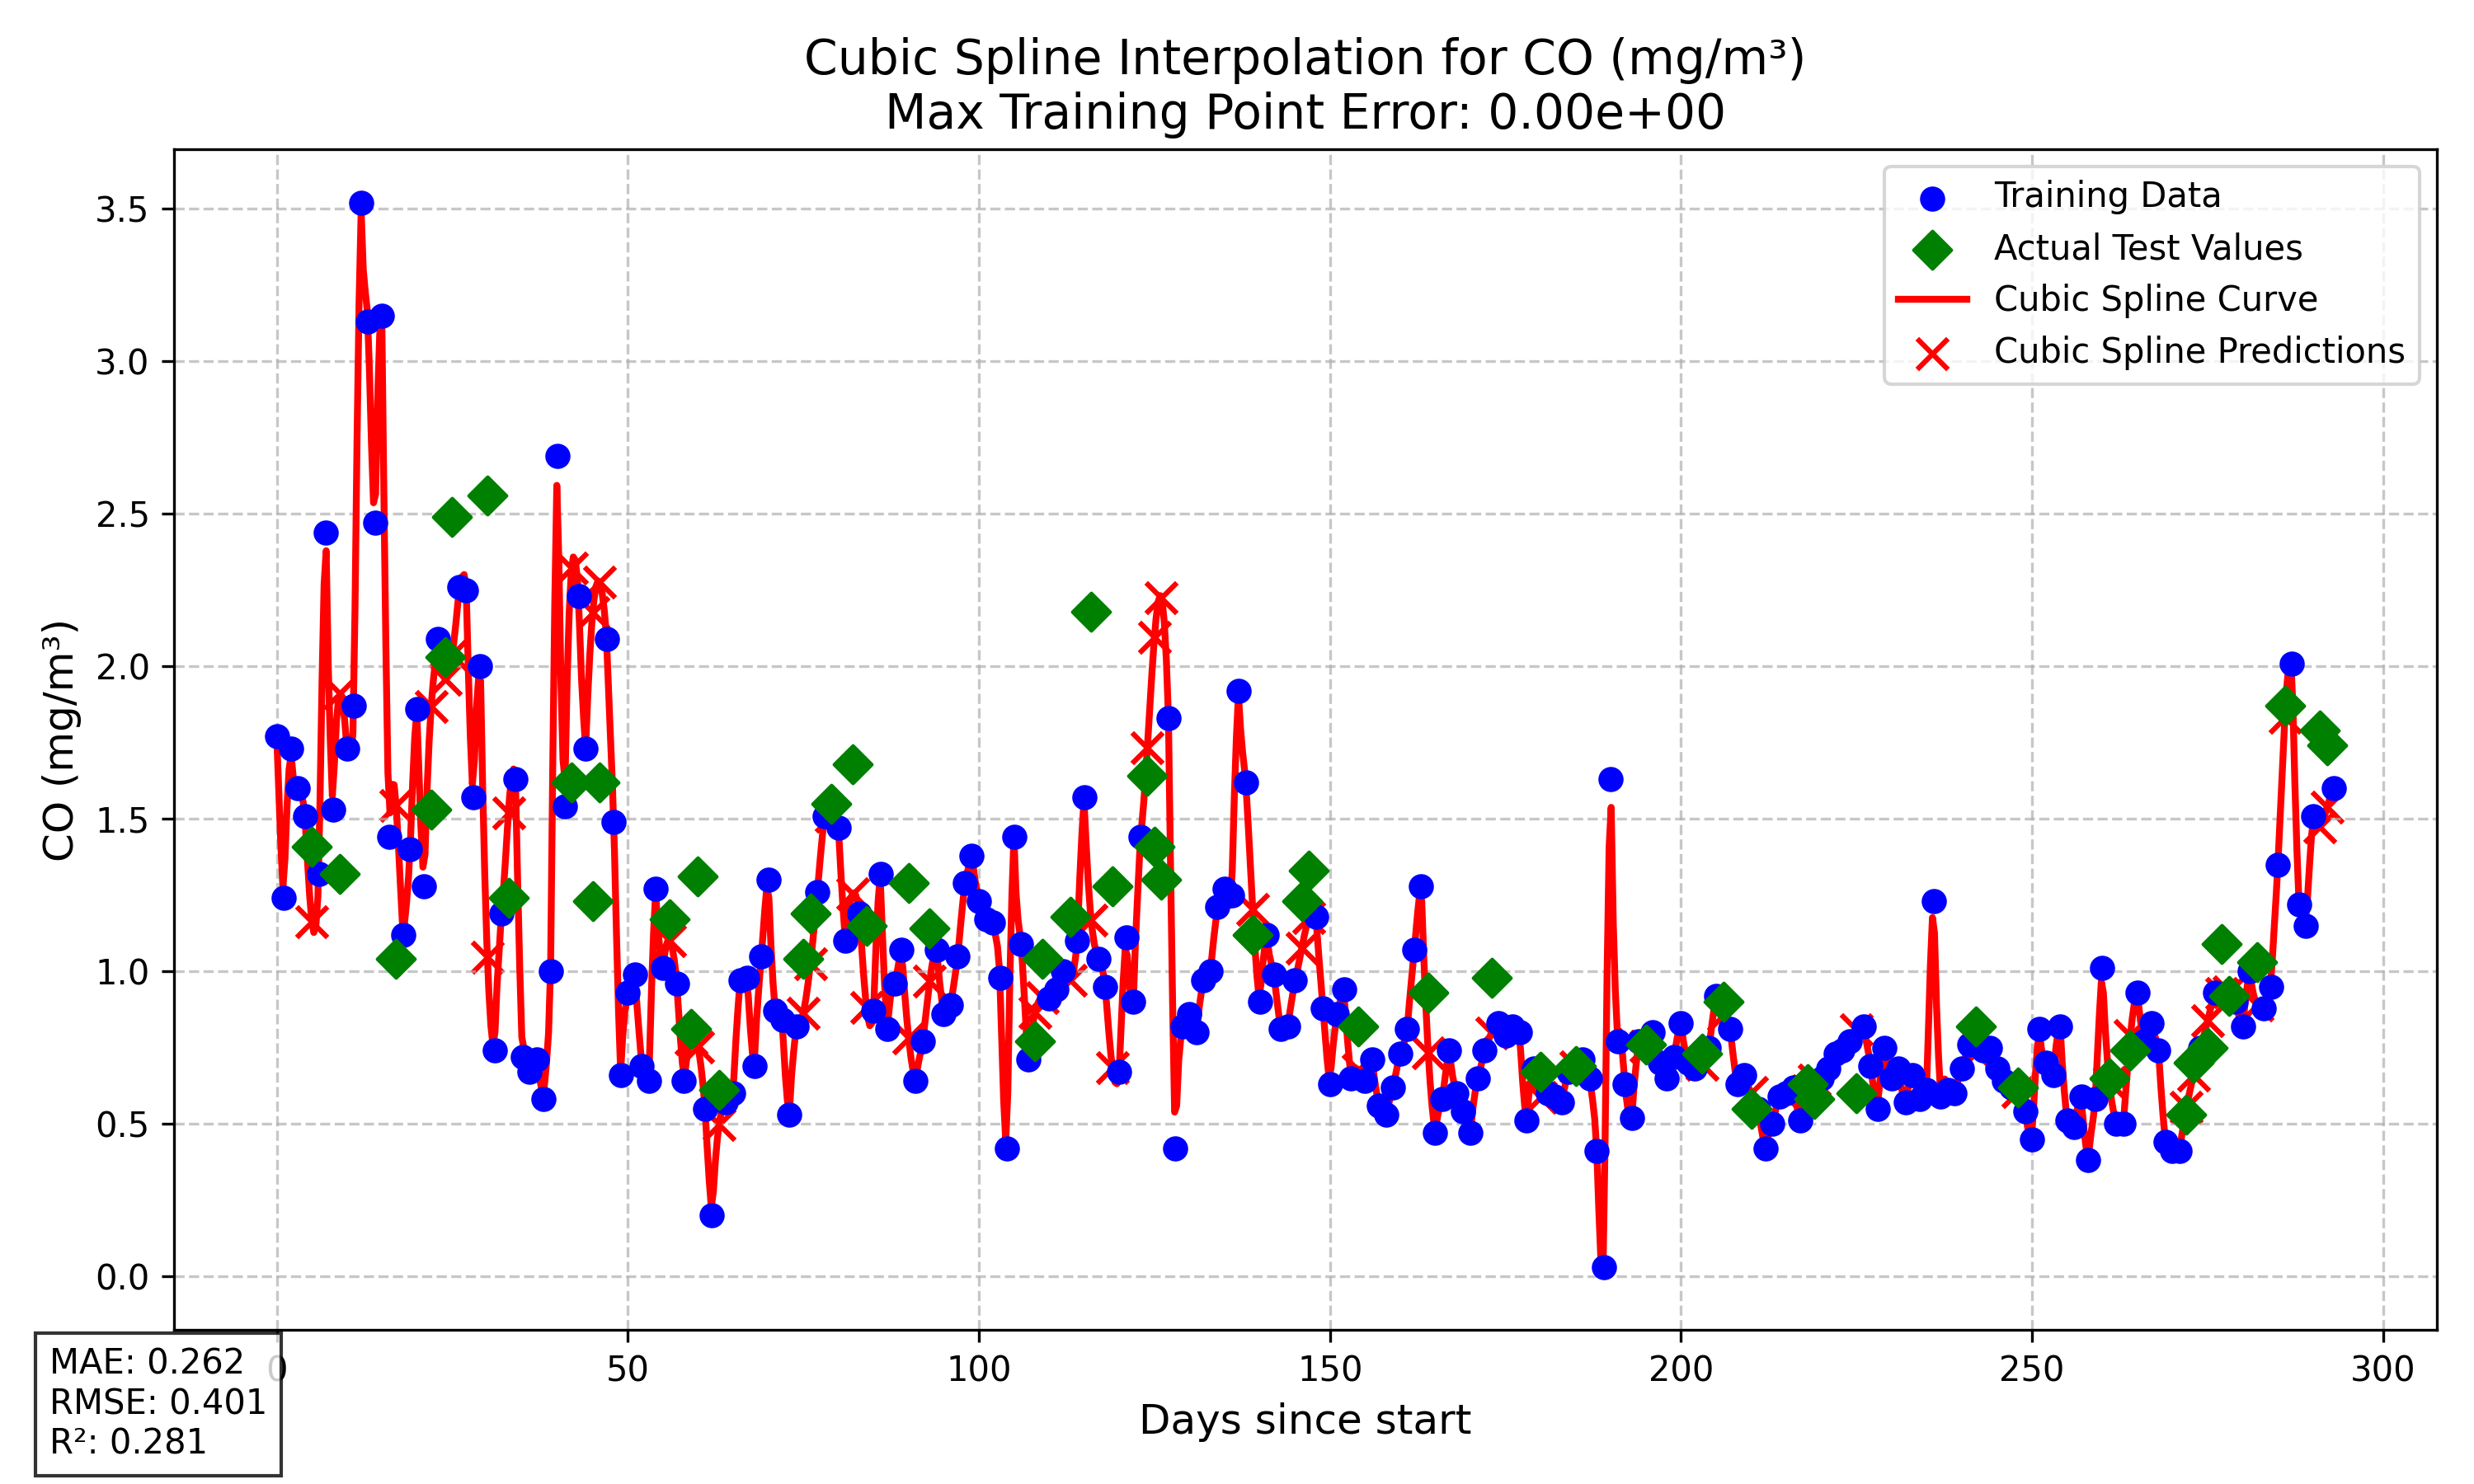 Cubic Spline Interpolation for CO (mg/m³)
Max Training Point Error: 0.00e+00
Training Data
Actual Test Values
Cubic Spline Curve
Cubic Spline Predictions
CO (mg/m³)
3.5
3.0
2.5
2.0
1.5
1.0
0.5
0.0
0
50
100
150
200
250
300
Days since start
MAE: 0.262
RMSE: 0.401
R²: 0.281